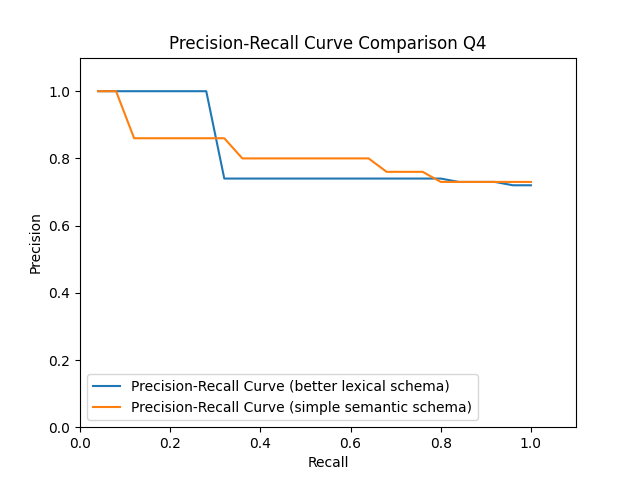 Precision-Recall Curve Comparison Q4
Precision
1.0
0.8
0.6
0.4
0.2
0.0
Precision-Recall Curve (better lexical schema)
Precision-Recall Curve (simple semantic schema)
0.0 0.2 0.4 0.6 0.8 1.0
Recall